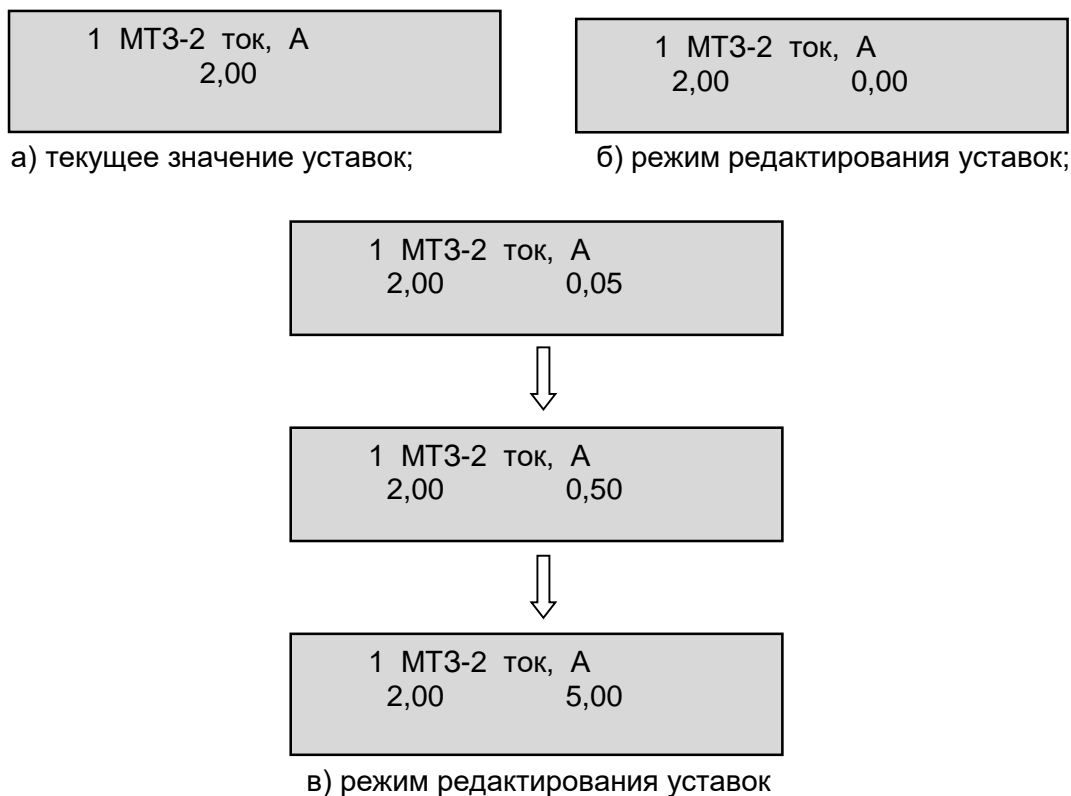 1 МТЗ-2 ток, А
2,00
а) текущее значение уставок;
1 МТЗ-2 ток, А
2,00 0,00
б) режим редактирования уставок;
1 МТЗ-2 ток, А
2,00 0,05
1 МТЗ-2 ток, А
2,00 0,50
1 МТЗ-2 ток, А
2,00 5,00
в) режим редактирования уставок